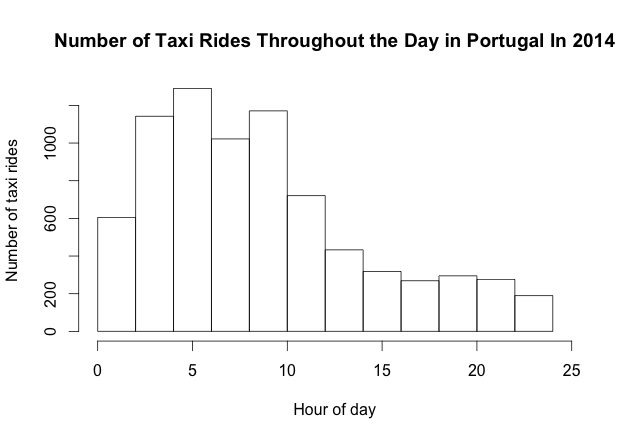 Number of Taxi Rides Throughout the Day in Portugal In 2014
Number of taxi rides
1000
600
200
0
0 5 10 15 20 25
Hour of day